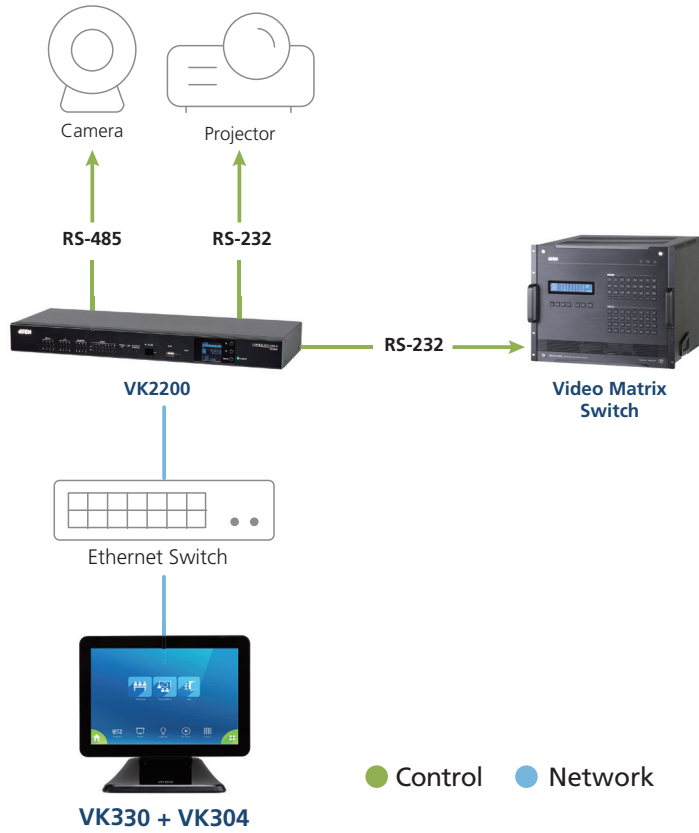 Camera
Projector
RS-485
RS-232
RS-232
VK2200
Video Matrix
Switch
Ethernet Switch
VK330 + VK304
Control
Network